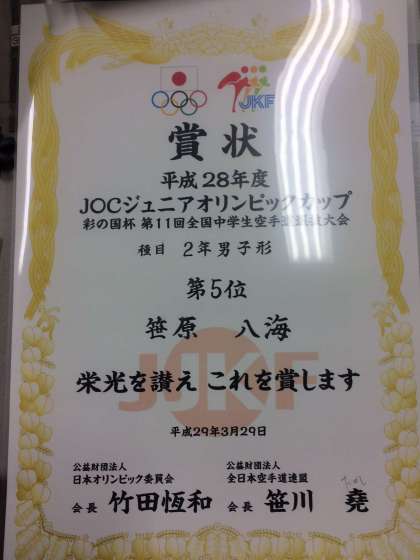 JKF
賞状
平成28年度
JOCジュニアオリンピックカップ
彩の国杯 第11回全国中学生空手道選抜大会
種目 2年男子形
第5位
笹原 八海
栄光を讃え これを賞します
JKF
平成29年3月29日
公益財団法人
日本オリンピック委員会
会長 竹田恆和
公益財団法人
全日本空手道連盟
会長 笹川 堯